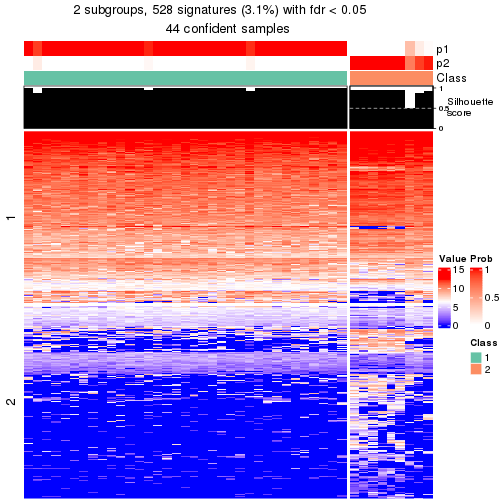 2 subgroups, 528 signatures (3.1%) with fdr < 0.05
44 confident samples
p1
p2
Class
1
0.5
0
Silhouette
score
1
2
Value Prob
15
10
5
0
1
0.5
0
Class
1
2